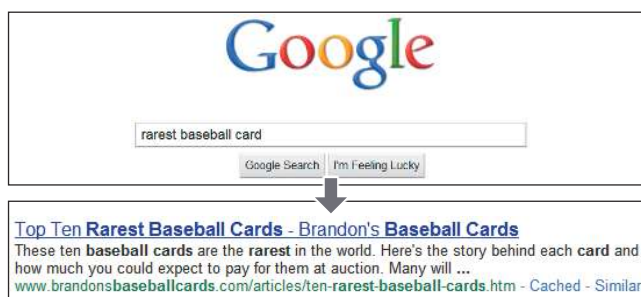 Google
rarest baseball card
Google Search I'm Feeling Lucky
Top Ten Rarest Baseball Cards - Brandon's Baseball Cards
These ten baseball cards are the rarest in the world. Here's the story behind each card and
how much you could expect to pay for them at auction. Many will ...
www.brandonsbaseballcards.com/articles/ten-rarest-baseball-cards.htm - Cached - Similar